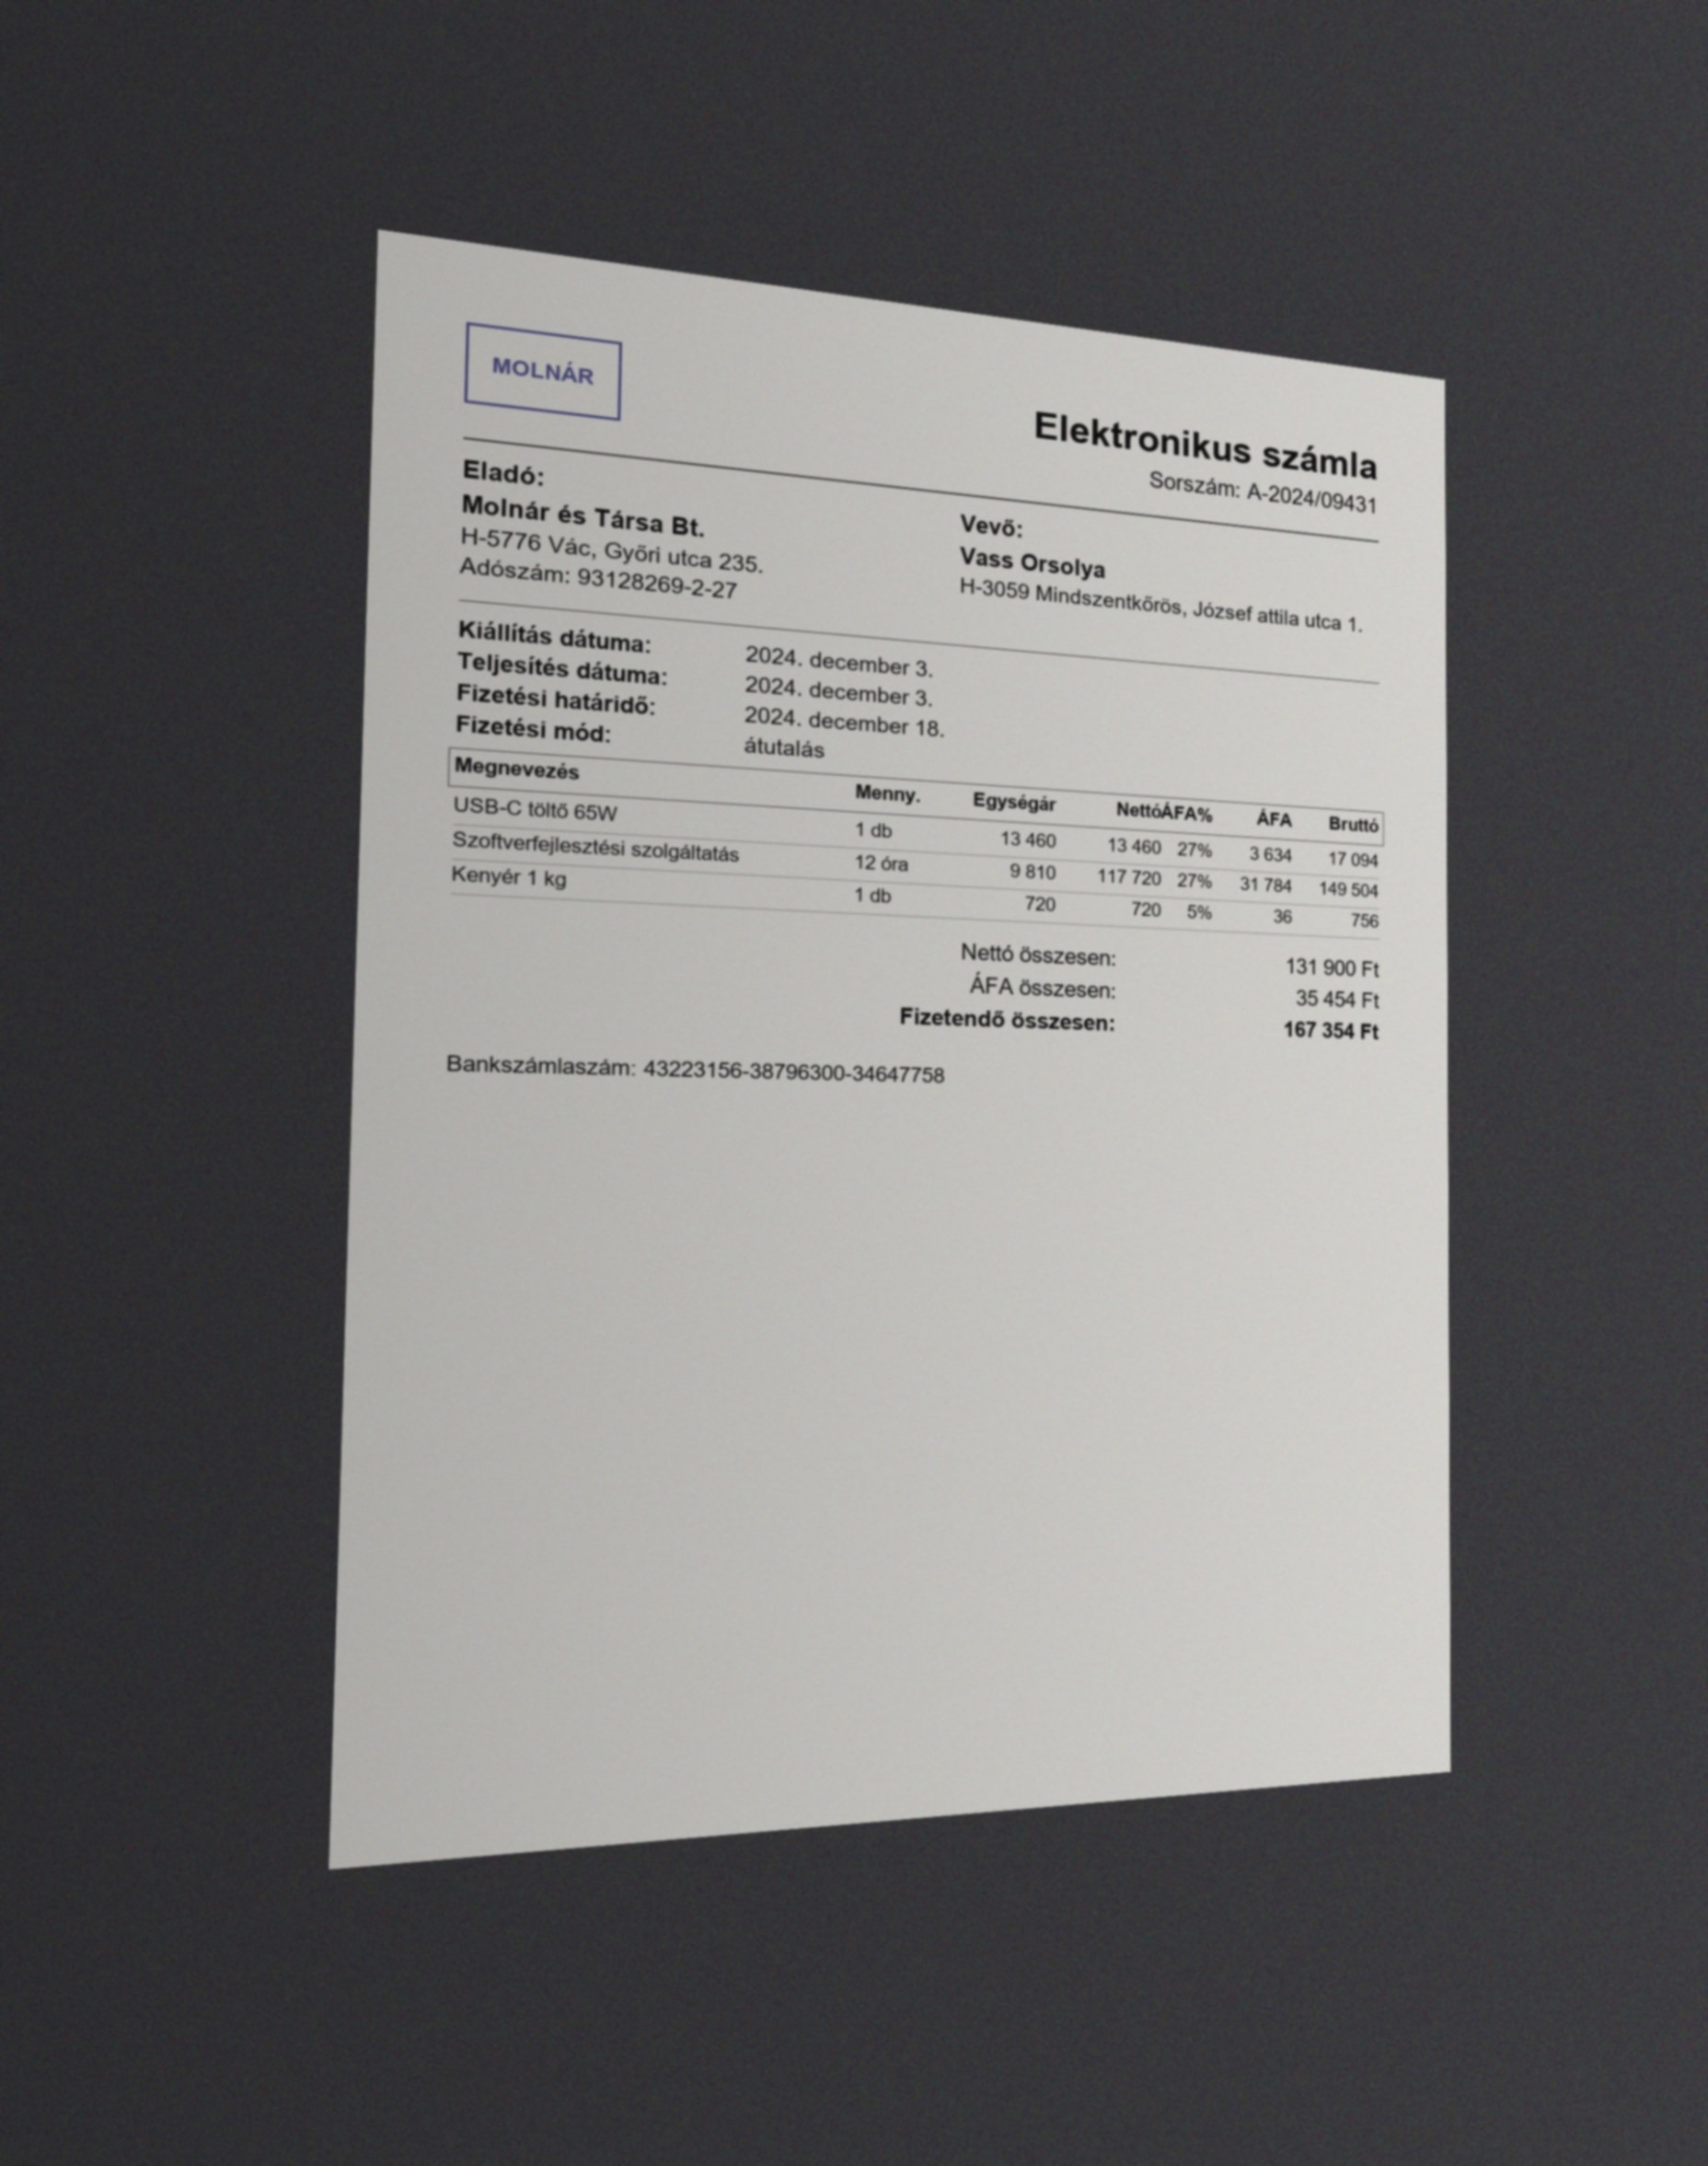 MOLNÁR
Elektronikus számla
Sorszám: A-2024/09431
Eladó:
Molnár és Társa Bt.
H-5776 Vác, Győri utca 235.
Adószám: 93128269-2-27
Vevő:
Vass Orsolya
H-3059 Mindszentkőrös, József attila utca 1.
Kiállítás dátuma: 2024. december 3.
Teljesítés dátuma: 2024. december 3.
Fizetési határidő: 2024. december 18.
Fizetési mód: átutalás
Megnevezés Menny. Egységár Nettó ÁFA% ÁFA Bruttó
USB-C töltő 65W 1 db 13 460 13 460 27% 3 634 17 094
Szoftverfejlesztési szolgáltatás 12 óra 9 810 117 720 27% 31 784 149 504
Kenyér 1 kg 1 db 720 720 5% 36 756
Nettó összesen: 131 900 Ft
ÁFA összesen: 35 454 Ft
Fizetendő összesen: 167 354 Ft
Bankszámlaszám: 43223156-38796300-34647758